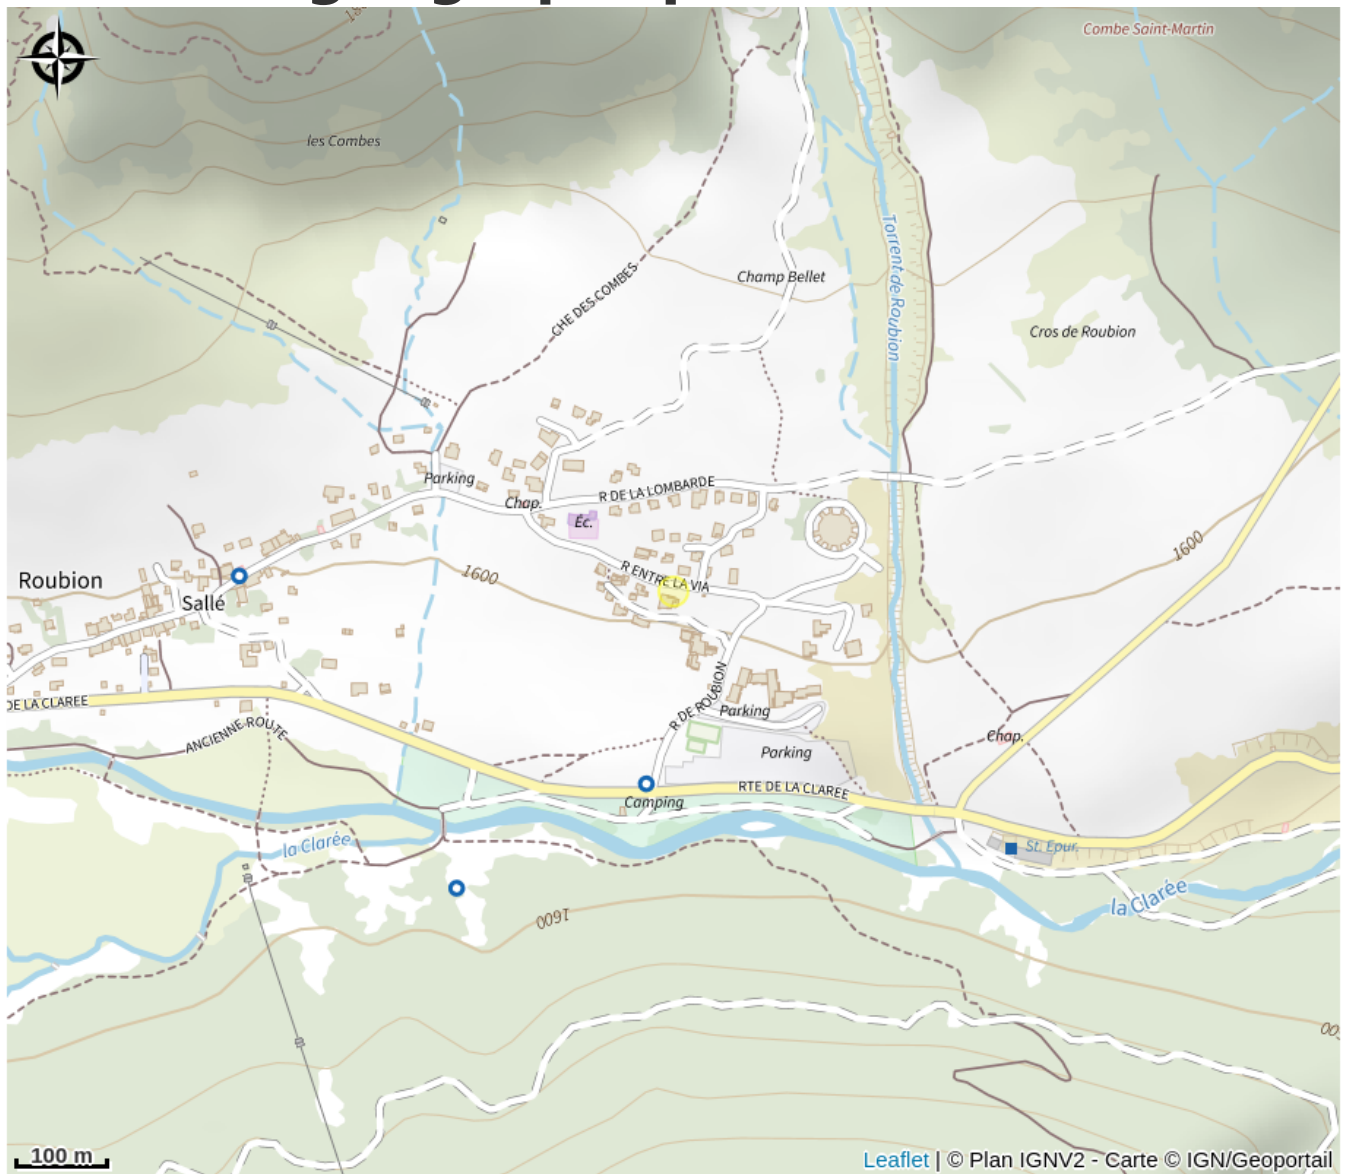 Combe Saint-Martin
les Combes
Torrent de Roubion
CHE DES COMBES
Champ Bellet
Cros de Roubion
Parking
R DE LA LOMBARDE
Chap.
Éc.
1600
R ENTRE LA VIA
1600
Roubion
Sallé
R DE ROUBION
DE LA CLAREE
Parking
ANCIENNE ROUTE
Chap.
Parking
RTE DE LA CLAREE
Camping
la Clarée
St. Épur.
la Clarée
1600
100 m
Leaflet | © Plan IGNV2 - Carte © IGN/Geoportail